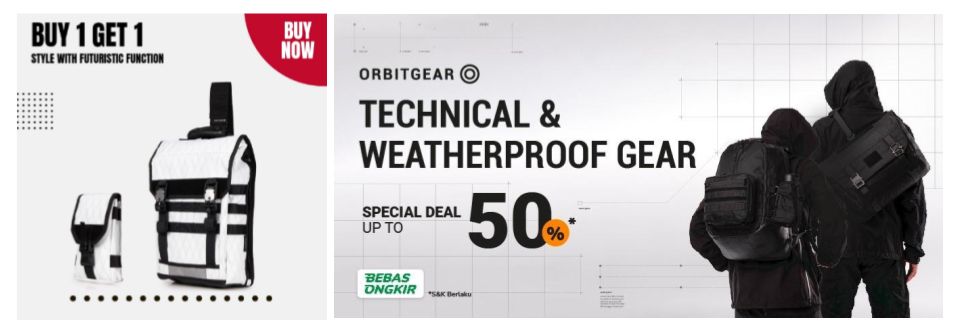 BUY 1 GET 1
STYLE WITH FUTURISTIC FUNCTION
BUY
NOW
ORBITGEAR
TECHNICAL &
WEATHERPROOF GEAR
SPECIAL DEAL
UP TO
50%*
BEBAS
ONGKIR
*S&K Berlaku